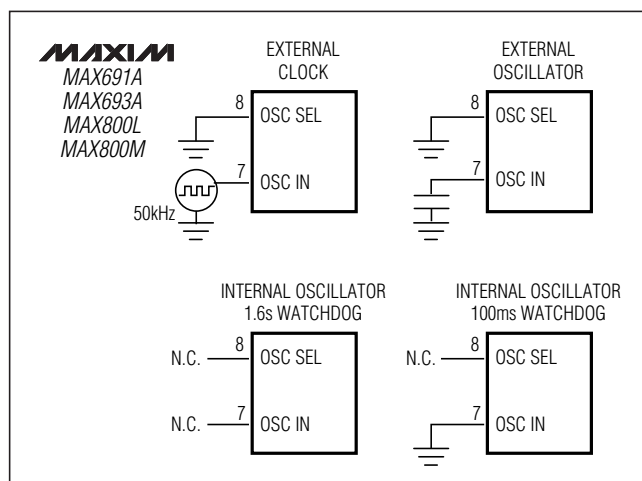 MAXIM
MAX691A
MAX693A
MAX800L
MAX800M
EXTERNAL
CLOCK
8
OSC SEL
7
OSC IN
50kHz
EXTERNAL
OSCILLATOR
8
OSC SEL
7
OSC IN
INTERNAL OSCILLATOR
1.6s WATCHDOG
N.C.
8
OSC SEL
N.C.
7
OSC IN
INTERNAL OSCILLATOR
100ms WATCHDOG
N.C.
8
OSC SEL
7
OSC IN